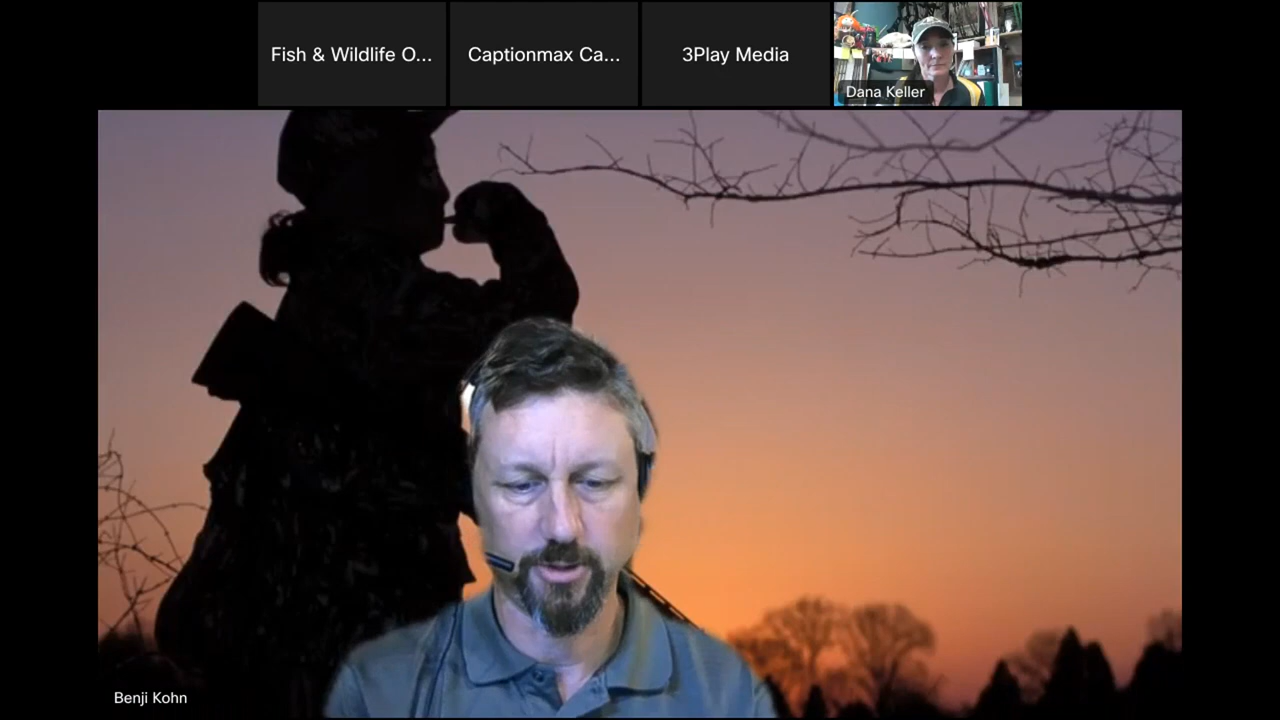 Fish & Wildlife O...
Captionmax Ca...
3Play Media
Dana Keller
Benji Kohn